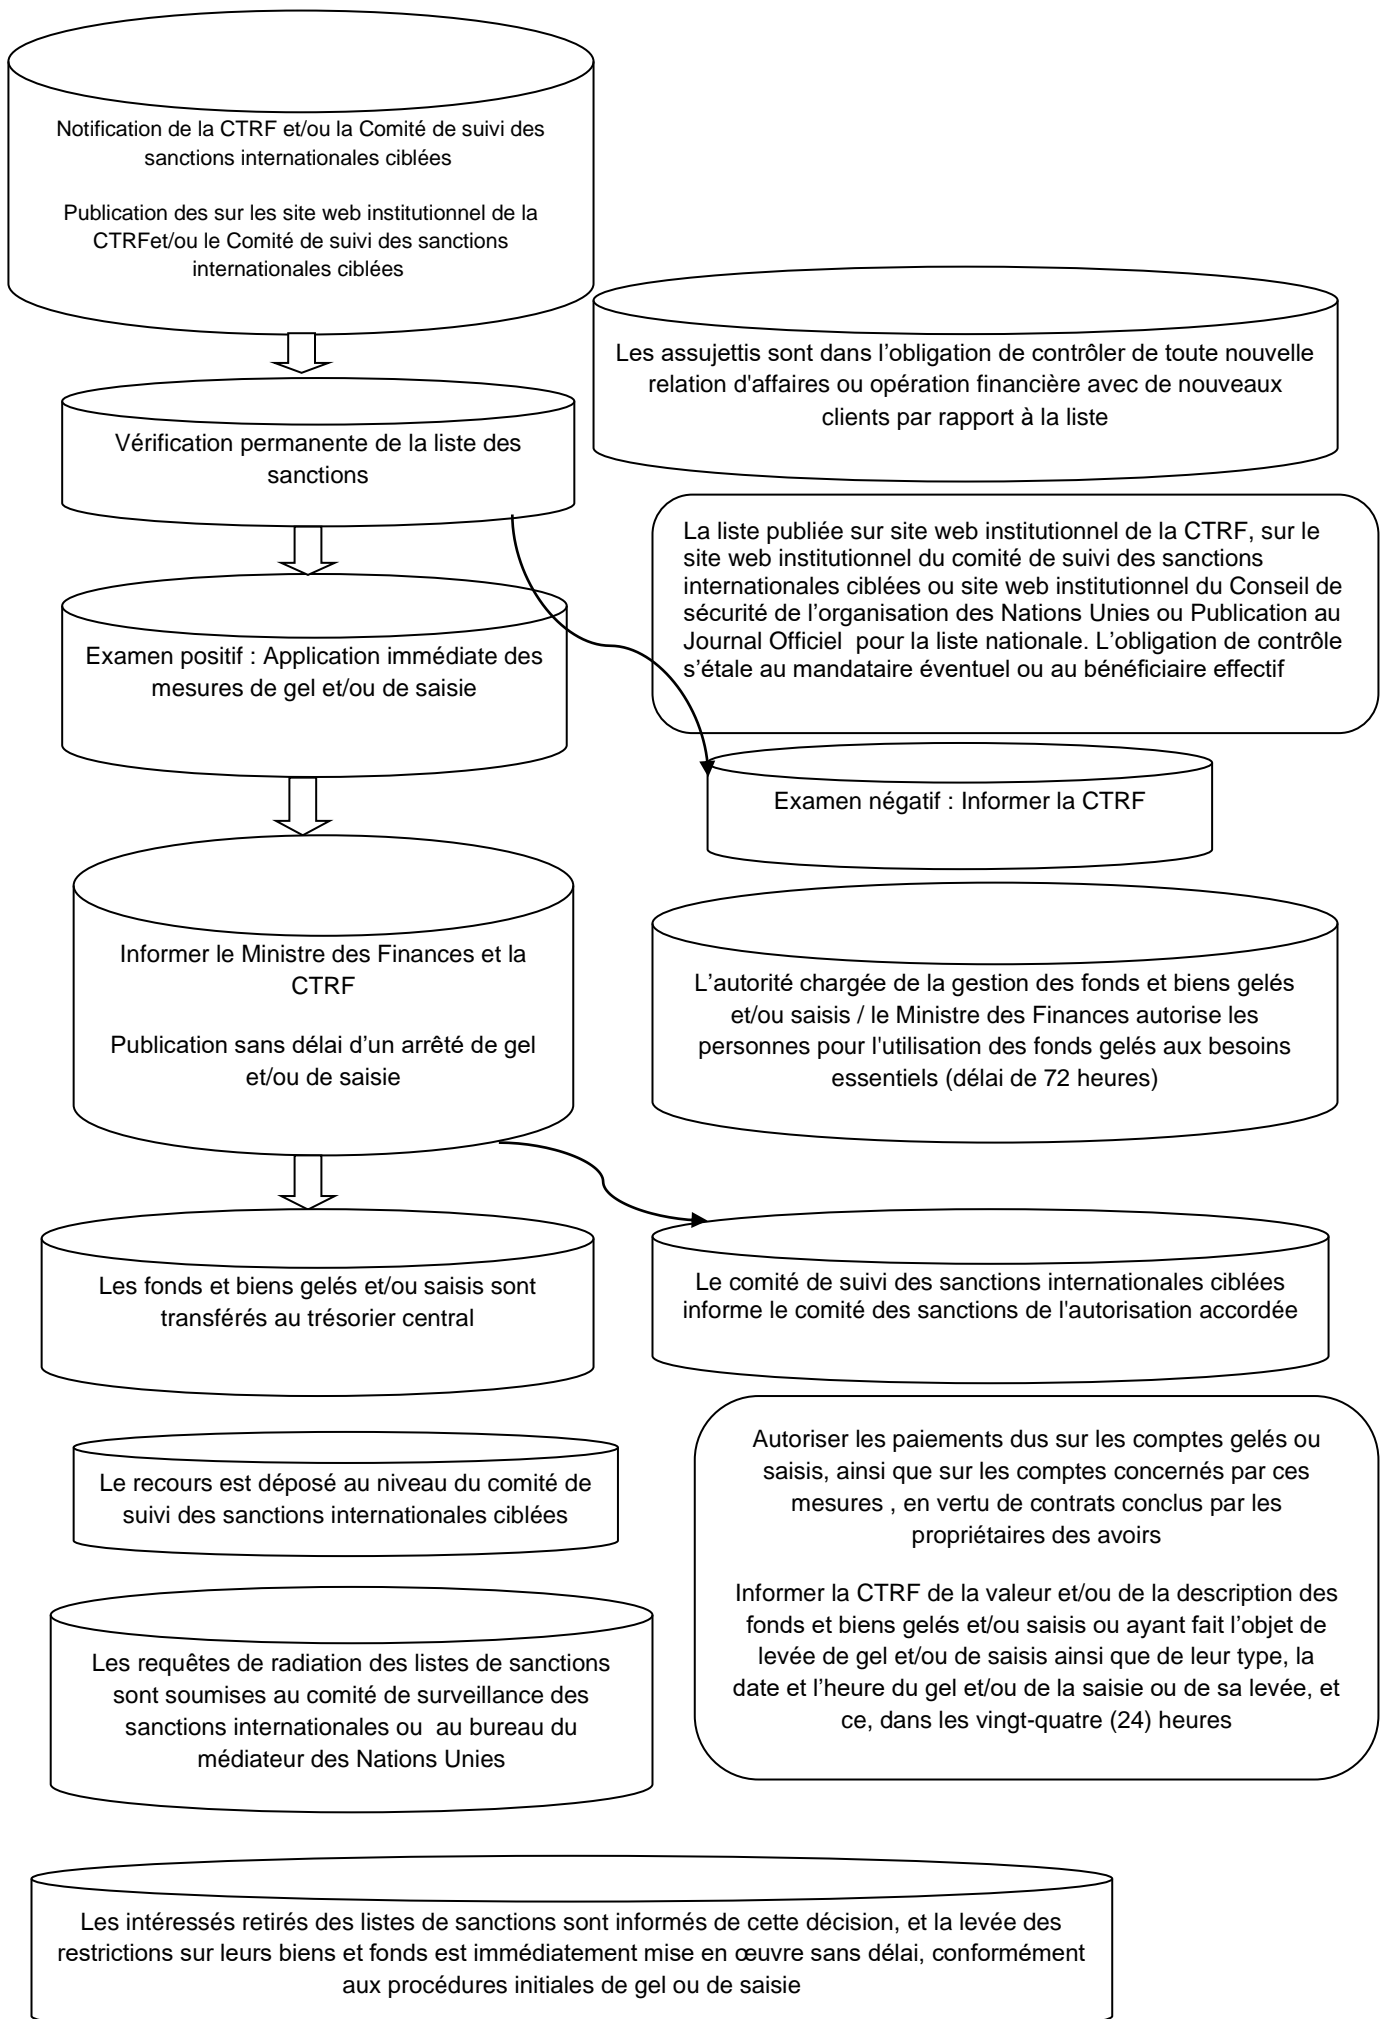 Notification de la CTRF et/ou la Comité de suivi des
sanctions internationales ciblées
Publication des sur les site web institutionnel de la
CTRFet/ou le Comité de suivi des sanctions
internationales ciblées
Les assujettis sont dans l’obligation de contrôler de toute nouvelle
relation d'affaires ou opération financière avec de nouveaux
clients par rapport à la liste
Vérification permanente de la liste des
sanctions
La liste publiée sur site web institutionnel de la CTRF, sur le
site web institutionnel du comité de suivi des sanctions
internationales ciblées ou site web institutionnel du Conseil de
sécurité de l’organisation des Nations Unies ou Publication au
Journal Officiel pour la liste nationale. L’obligation de contrôle
s’étale au mandataire éventuel ou au bénéficiaire effectif
Examen positif : Application immédiate des
mesures de gel et/ou de saisie
Examen négatif : Informer la CTRF
Informer le Ministre des Finances et la
CTRF
Publication sans délai d’un arrêté de gel
et/ou de saisie
L’autorité chargée de la gestion des fonds et biens gelés
et/ou saisis / le Ministre des Finances autorise les
personnes pour l'utilisation des fonds gelés aux besoins
essentiels (délai de 72 heures)
Les fonds et biens gelés et/ou saisis sont
transférés au trésorier central
Le comité de suivi des sanctions internationales ciblées
informe le comité des sanctions de l'autorisation accordée
Le recours est déposé au niveau du comité de
suivi des sanctions internationales ciblées
Autoriser les paiements dus sur les comptes gelés ou
saisis, ainsi que sur les comptes concernés par ces
mesures , en vertu de contrats conclus par les
propriétaires des avoirs
Informer la CTRF de la valeur et/ou de la description des
fonds et biens gelés et/ou saisis ou ayant fait l’objet de
levée de gel et/ou de saisis ainsi que de leur type, la
date et l’heure du gel et/ou de la saisie ou de sa levée, et
ce, dans les vingt-quatre (24) heures
Les requêtes de radiation des listes de sanctions
sont soumises au comité de surveillance des
sanctions internationales ou au bureau du
médiateur des Nations Unies
Les intéressés retirés des listes de sanctions sont informés de cette décision, et la levée des
restrictions sur leurs biens et fonds est immédiatement mise en œuvre sans délai, conformément
aux procédures initiales de gel ou de saisie